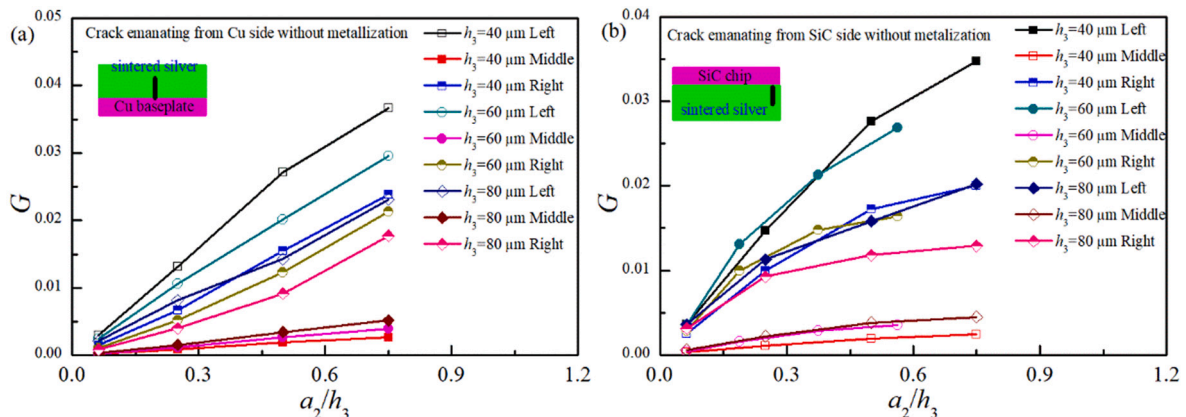 (a)
Crack emanating from Cu side without metallization
sintered silver
Cu baseplate
h₃=40 µm Left
h₃=40 µm Middle
h₃=40 µm Right
h₃=60 µm Left
h₃=60 µm Middle
h₃=60 µm Right
h₃=80 µm Left
h₃=80 µm Middle
h₃=80 µm Right
0.05
0.04
0.03
0.02
0.01
0.00
G
0.0 0.3 0.6 0.9 1.2
a₂/h₃
(b)
Crack emanating from SiC side without metalization
SiC chip
sintered silver
h₃=40 µm Left
h₃=40 µm Middle
h₃=40 µm Right
h₃=60 µm Left
h₃=60 µm Middle
h₃=60 µm Right
h₃=80 µm Left
h₃=80 µm Middle
h₃=80 µm Right
0.04
0.03
0.02
0.01
0.00
G
0.0 0.3 0.6 0.9 1.2
a₂/h₃